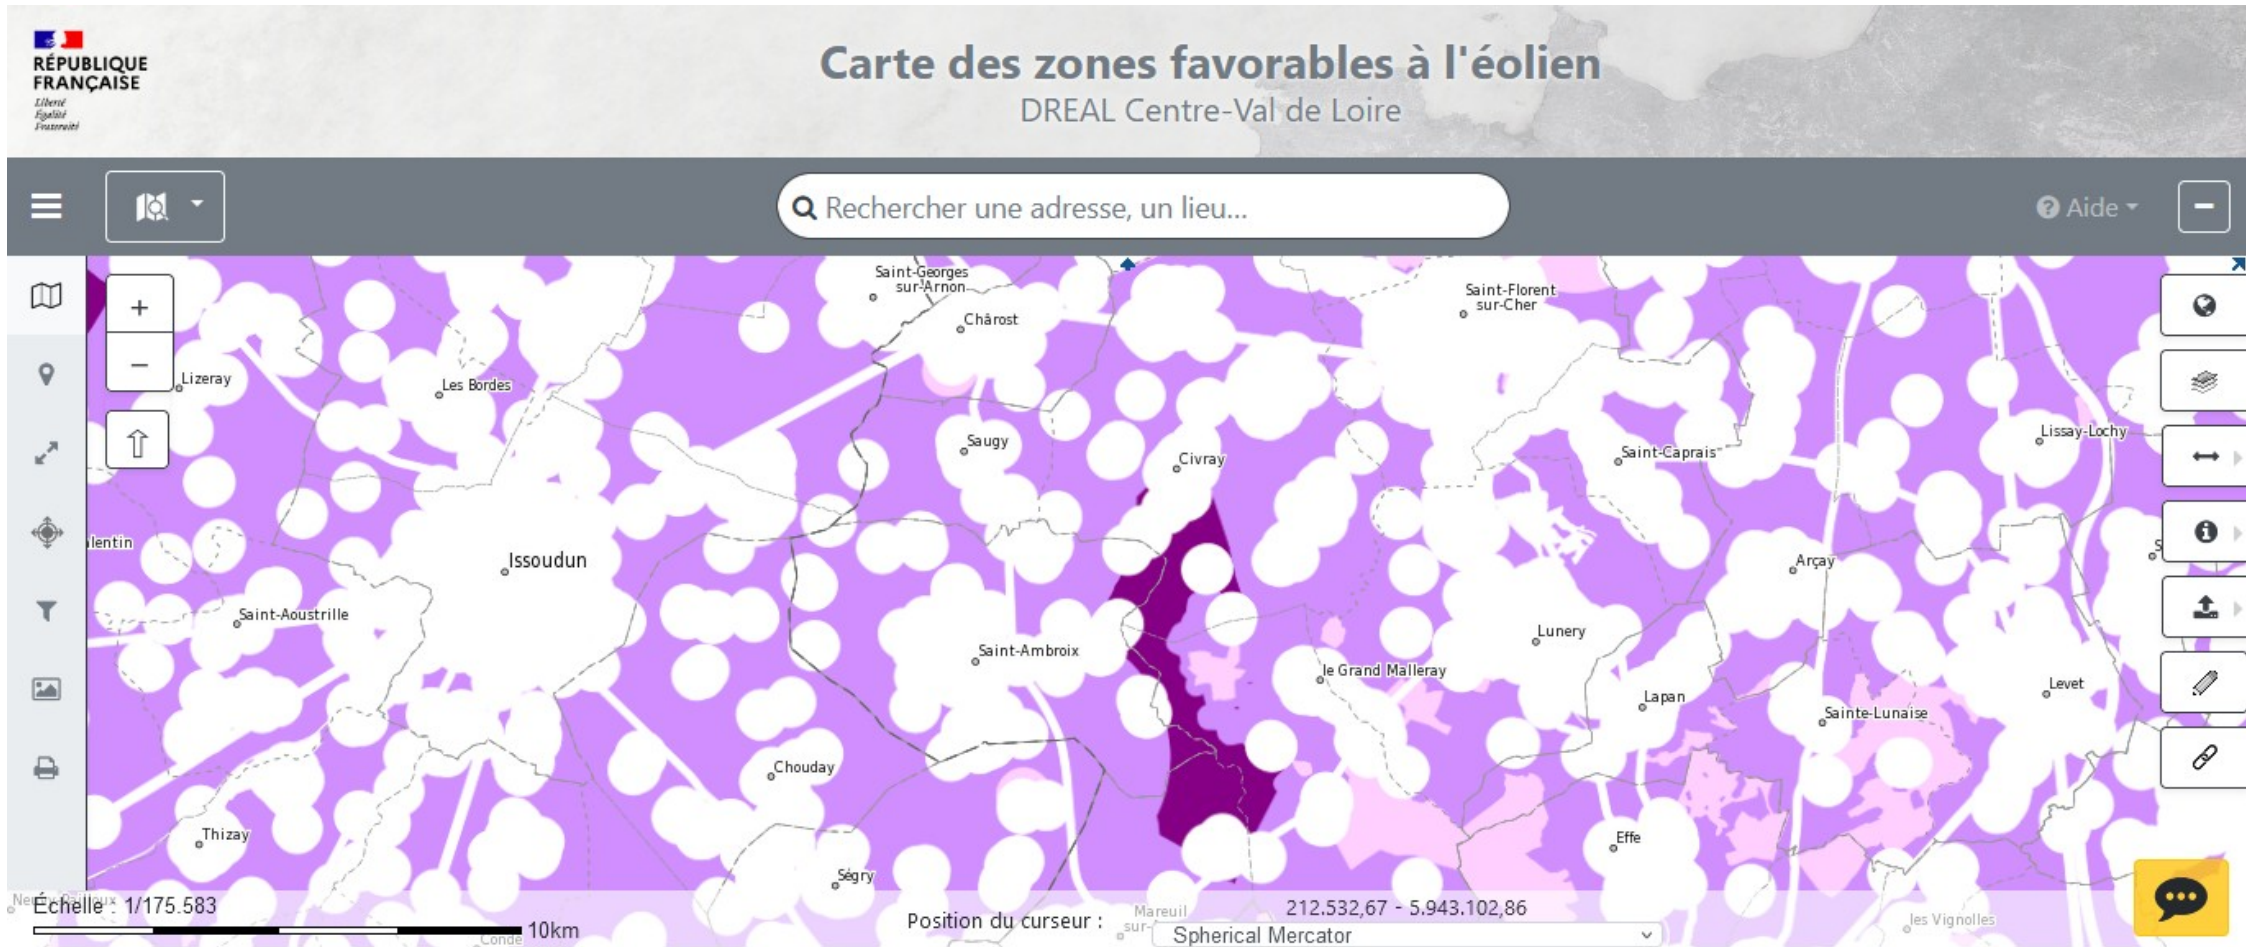 RÉPUBLIQUE
FRANÇAISE
Liberté
Égalité
Fraternité
Carte des zones favorables à l'éolien
DREAL Centre-Val de Loire
Rechercher une adresse, un lieu...
Aide
Saint-Georges
sur-Arnon
Chârost
Saint-Florent
sur-Cher
+
−
Lizeray
Les Bordes
Saugy
Civray
Saint-Caprais
Lissay-Lochy
alentin
Issoudun
Arçay
S
Saint-Aoustrille
Saint-Ambroix
Lunery
le Grand Malleray
Lapan
Levet
Sainte-Lunaise
Chouday
Thizay
Effe
Ségry
Échelle : 1/175.583
10km
Condé
Position du curseur :
Mareuil
sur-
212.532,67 - 5.943.102,86
Spherical Mercator
les Vignolles